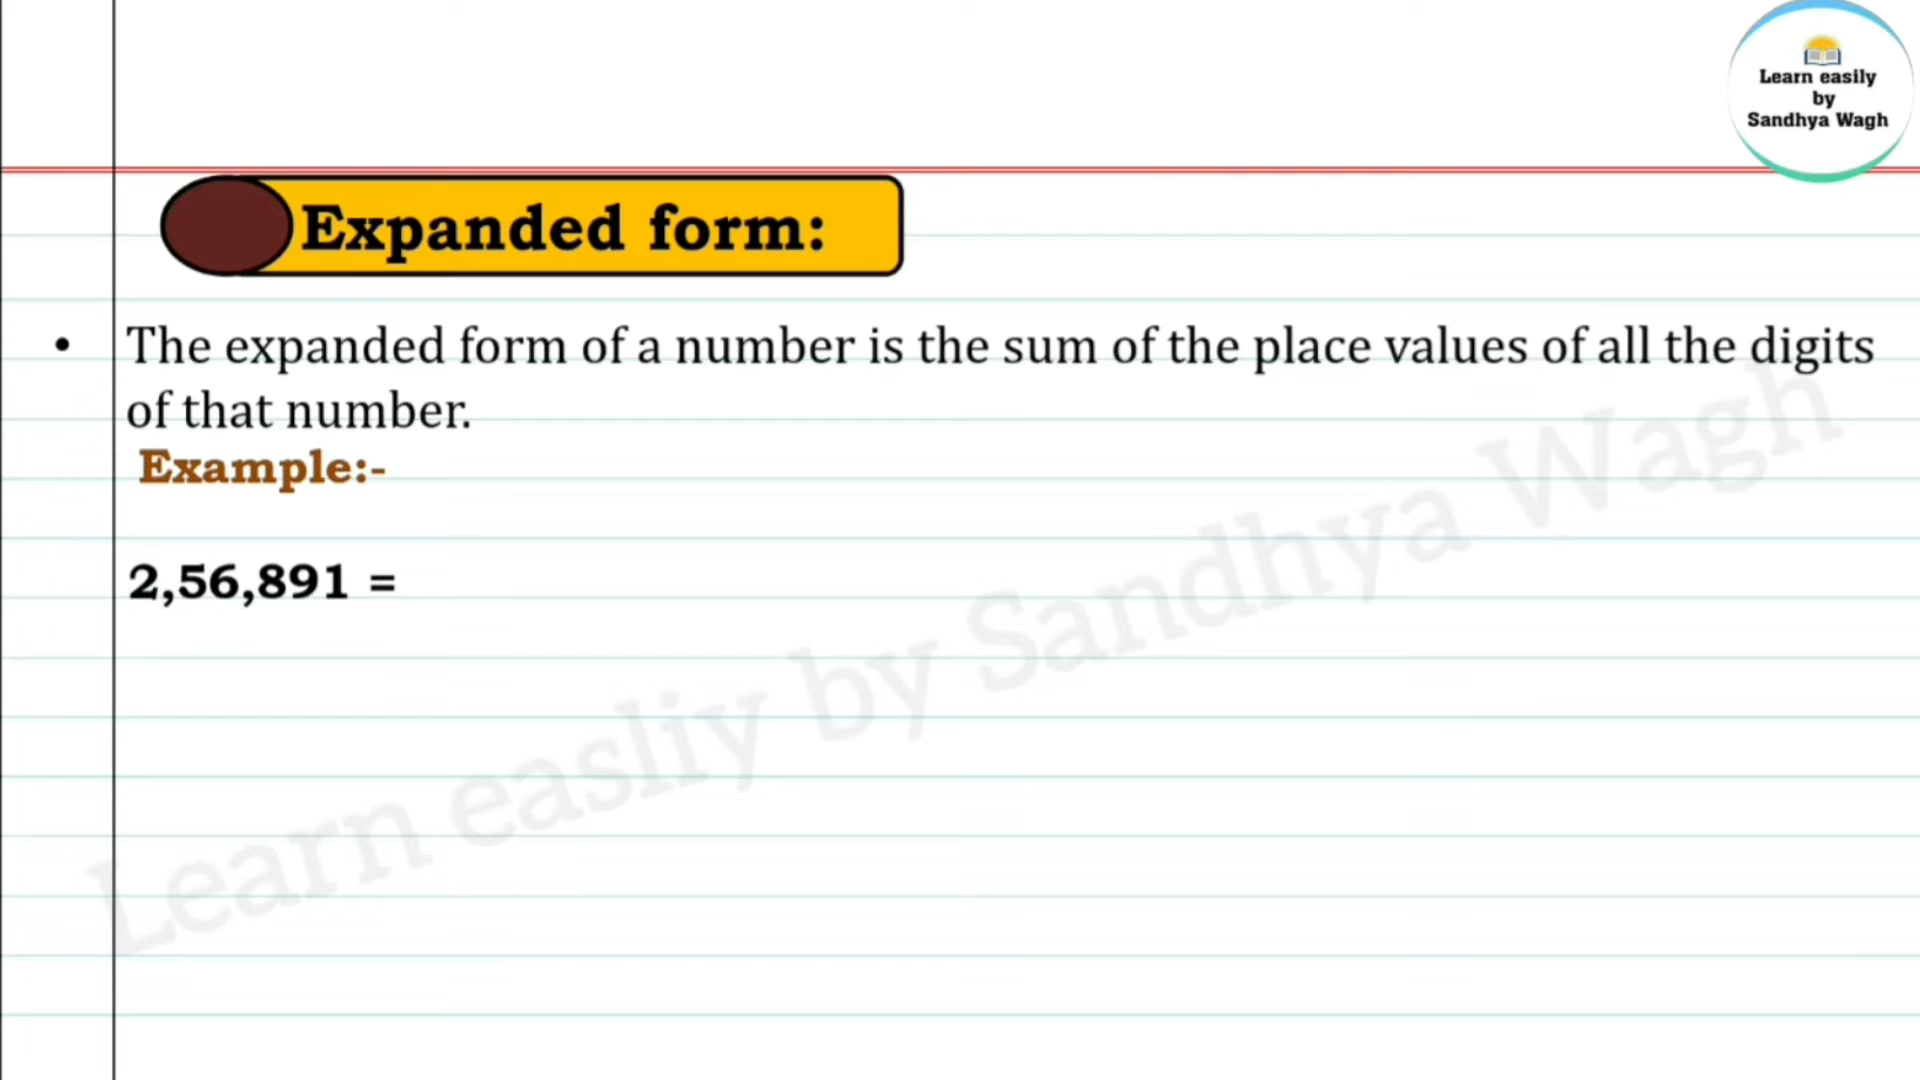 Learn easily
by
Sandhya Wagh
Expanded form:
• The expanded form of a number is the sum of the place values of all the digits
of that number.
Example:-
2,56,891 =
Learn easliy by Sandhya Wagh